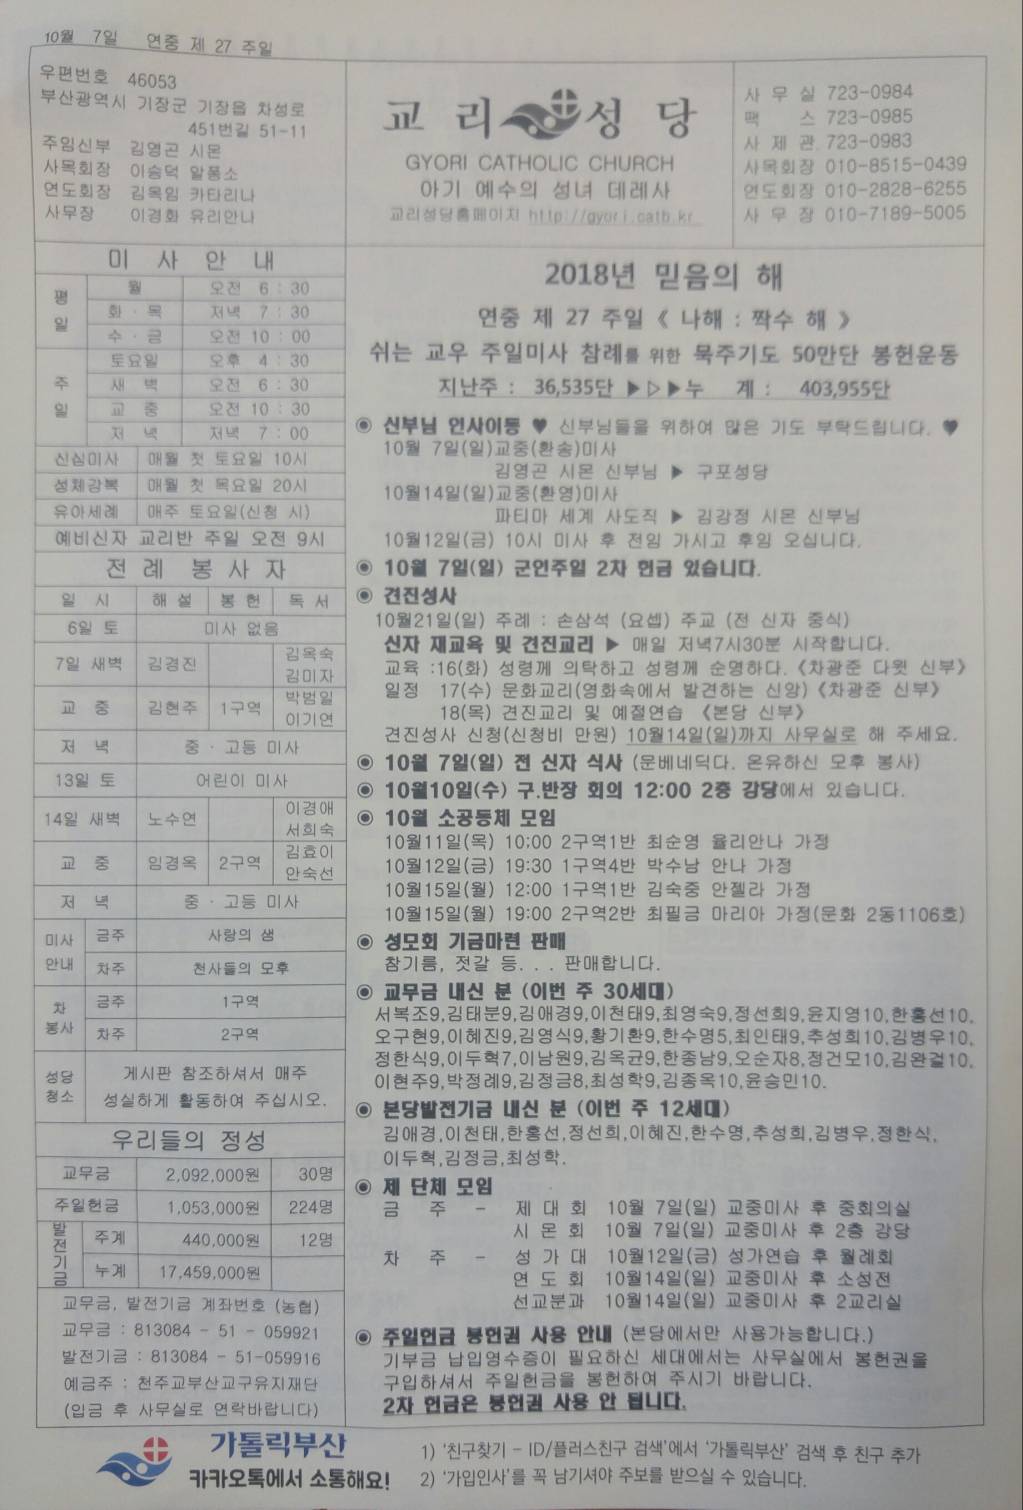 10월 7일 연중 제 27 주일
우편번호 46053
부산광역시 기장군 기장읍 차성로
451번길 51-11
주임신부 김영곤 시몬
사목회장 이승덕 알퐁소
연도회장 김목임 카타리나
사무장 이경화 유리안나
교리성당
GYORI CATHOLIC CHURCH
아기 예수의 성녀 데레사
교리성당홈페이지 http://gyori.catb.kr
사 무 실 723-0984
팩 스 723-0985
사 제 관 723-0983
사목회장 010-8515-0439
연도회장 010-2828-6255
사 무 장 010-7189-5005
미 사 안 내
평일 월 오전 6 : 30
화 · 목 저녁 7 : 30
수 · 금 오전 10 : 00
주일 토요일 오후 4 : 30
새 벽 오전 6 : 30
교 중 오전 10 : 30
저 녁 저녁 7 : 00
신심미사 매월 첫 토요일 10시
성체강복 매월 첫 목요일 20시
유아세례 매주 토요일(신청 시)
예비신자 교리반 주일 오전 9시
전 례 봉 사 자
일 시 해 설 봉 헌 독 서
6일 토 미사 없음
7일 새벽 김경진 김옥숙
김미자
교 중 김현주 1구역 박범일
이기연
저 녁 중 · 고등 미사
13일 토 어린이 미사
14일 새벽 노수연 이경애
서희숙
교 중 임경옥 2구역 김효이
안숙선
저 녁 중 · 고등 미사
미사안내 금주 사랑의 샘
차주 천사들의 모후
차봉사 금주 1구역
차주 2구역
성당청소 게시판 참조하셔서 매주
성실하게 활동하여 주십시오.
우리들의 정성
교무금 2,092,000원 30명
주일헌금 1,053,000원 224명
발전기금 주계 440,000원 12명
누계 17,459,000원
교무금, 발전기금 계좌번호 (농협)
교무금 : 813084 - 51 - 059921
발전기금 : 813084 - 51-059916
예금주 : 천주교부산교구유지재단
(입금 후 사무실로 연락바랍니다)
2018년 믿음의 해
연중 제 27 주일 《 나해 : 짝수 해 》
쉬는 교우 주일미사 참례를 위한 묵주기도 50만단 봉헌운동
지난주 : 36,535단 ▶▷▶누 계 : 403,955단
◉ 신부님 인사이동 ♥ 신부님들을 위하여 많은 기도 부탁드립니다. ♥
10월 7일(일)교중(환송)미사
김영곤 시몬 신부님 ▶ 구포성당
10월14일(일)교중(환영)미사
파티마 세계 사도직 ▶ 김강정 시몬 신부님
10월12일(금) 10시 미사 후 전임 가시고 후임 오십니다.
◉ 10월 7일(일) 군인주일 2차 헌금 있습니다.
◉ 견진성사
10월21일(일) 주례 : 손삼석 (요셉) 주교 (전 신자 중식)
신자 재교육 및 견진교리 ▶ 매일 저녁7시30분 시작합니다.
교육 :16(화) 성령께 의탁하고 성령께 순명하다.《차광준 다윗 신부》
일정 17(수) 문화교리(영화속에서 발견하는 신앙)《차광준 신부》
18(목) 견진교리 및 예절연습 《본당 신부》
견진성사 신청(신청비 만원) 10월14일(일)까지 사무실로 해 주세요.
◉ 10월 7일(일) 전 신자 식사 (문베네딕다. 온유하신 모후 봉사)
◉ 10월10일(수) 구.반장 회의 12:00 2층 강당에서 있습니다.
◉ 10월 소공동체 모임
10월11일(목) 10:00 2구역1반 최순영 율리안나 가정
10월12일(금) 19:30 1구역4반 박수남 안나 가정
10월15일(월) 12:00 1구역1반 김숙중 안젤라 가정
10월15일(월) 19:00 2구역2반 최필금 마리아 가정(문화 2동1106호)
◉ 성모회 기금마련 판매
참기름, 젓갈 등. . . 판매합니다.
◉ 교무금 내신 분 (이번 주 30세대)
서복조9,김태분9,김애경9,이천태9,최영숙9,정선희9,윤지영10,한홍선10,
오구현9,이혜진9,김영식9,황기환9,한수명5,최인태9,추성희10,김병우10,
정한식9,이두혁7,이남원9,김옥균9,한종남9,오순자8,정건모10,김완걸10,
이현주9,박정례9,김정금8,최성학9,김종옥10,윤승민10.
◉ 본당발전기금 내신 분 (이번 주 12세대)
김애경,이천태,한홍선,정선희,이혜진,한수명,추성희,김병우,정한식,
이두혁,김정금,최성학.
◉ 제 단체 모임
금 주 - 제 대 회 10월 7일(일) 교중미사 후 중회의실
시 몬 회 10월 7일(일) 교중미사 후 2층 강당
차 주 - 성 가 대 10월12일(금) 성가연습 후 월례회
연 도 회 10월14일(일) 교중미사 후 소성전
선교분과 10월14일(일) 교중미사 후 2교리실
◉ 주일헌금 봉헌권 사용 안내 (본당에서만 사용가능합니다.)
기부금 납입영수증이 필요하신 세대에서는 사무실에서 봉헌권을
구입하셔서 주일헌금을 봉헌하여 주시기 바랍니다.
2차 헌금은 봉헌권 사용 안 됩니다.
가톨릭부산
카카오톡에서 소통해요!
1) '친구찾기 - ID/플러스친구 검색'에서 '가톨릭부산' 검색 후 친구 추가
2) '가입인사'를 꼭 남기셔야 주보를 받으실 수 있습니다.